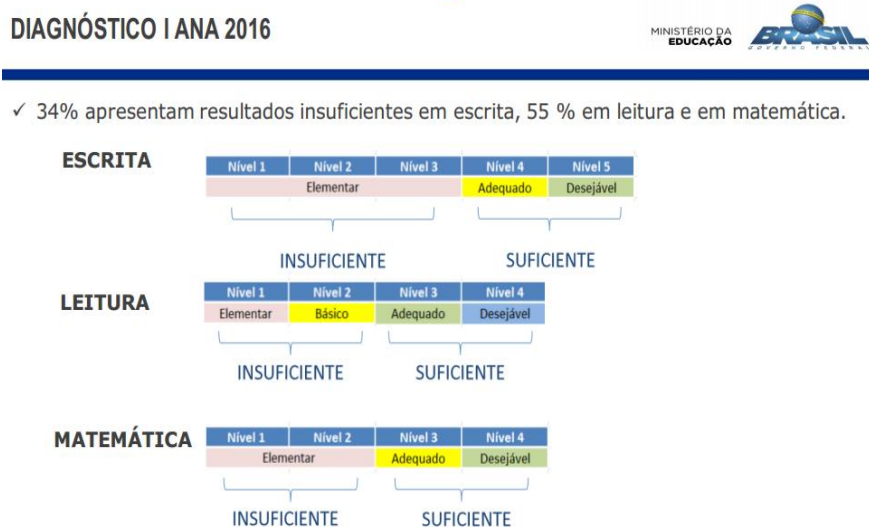 DIAGNÓSTICO I ANA 2016
MINISTÉRIO DA
EDUCAÇÃO
BRASIL
GOVERNO FEDERAL
✓ 34% apresentam resultados insuficientes em escrita, 55 % em leitura e em matemática.
ESCRITA
Nível 1 Nível 2 Nível 3 Nível 4 Nível 5
Elementar Adequado Desejável
INSUFICIENTE SUFICIENTE
LEITURA
Nível 1 Nível 2 Nível 3 Nível 4
Elementar Básico Adequado Desejável
INSUFICIENTE SUFICIENTE
MATEMÁTICA
Nível 1 Nível 2 Nível 3 Nível 4
Elementar Adequado Desejável
INSUFICIENTE SUFICIENTE